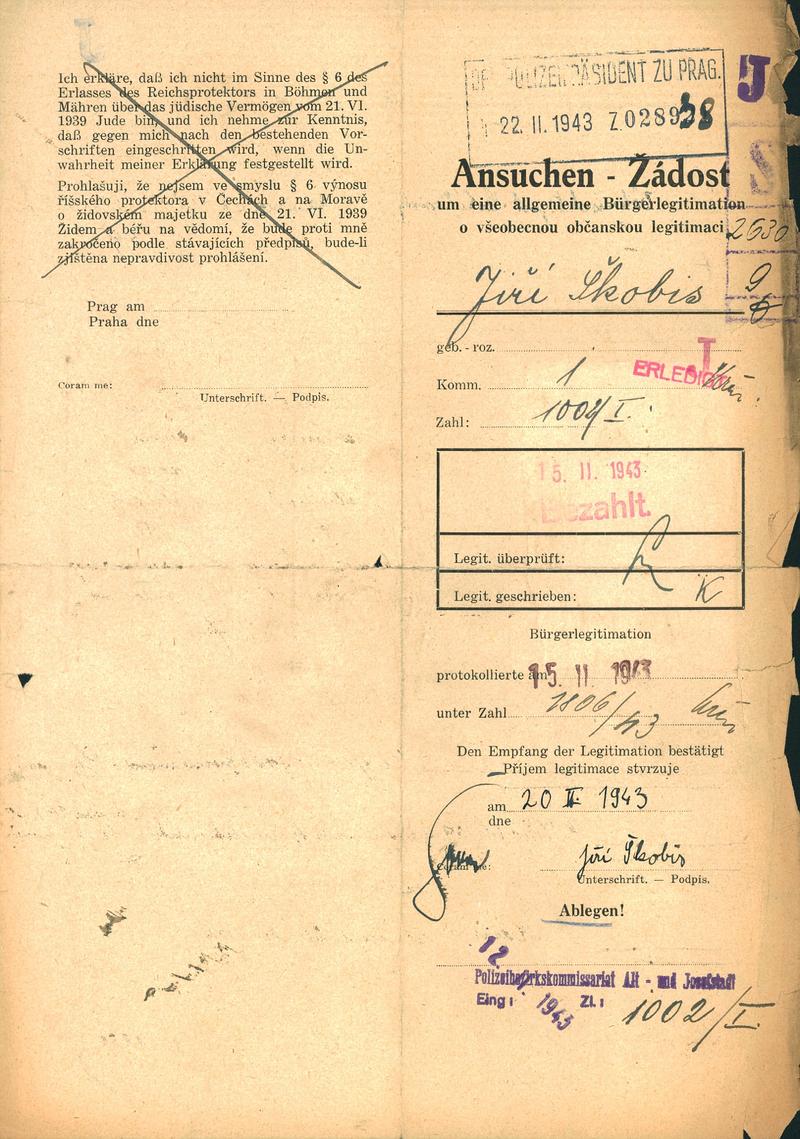 Ich erkläre, daß ich nicht im Sinne des § 6 des
Erlasses des Reichsprotektors in Böhmen und
Mähren über das jüdische Vermögen vom 21. VI.
1939 Jude bin, und ich nehme zur Kenntnis,
daß gegen mich nach den bestehenden Vor-
schriften eingeschritten wird, wenn die Un-
wahrheit meiner Erklärung festgestellt wird.
Prohlašuji, že nejsem ve smyslu § 6 výnosu
říšského protektora v Čechách a na Moravě
o židovském majetku ze dne 21. VI. 1939
Židem a béřu na vědomí, že bude proti mně
zakročeno podle stávajících předpisů, bude-li
zjištěna nepravdivost prohlášení.
Prag am
Praha dne
Coram me:
Unterschrift. — Podpis.
POLIZEIPRÄSIDENT ZU PRAG.
22. II. 1943 Z.028938
J
S
Ansuchen - Žádost
um eine allgemeine Bürgerlegitimation
o všeobecnou občanskou legitimaci
2630
9
Jiří Škobis
geb. - roz.
T
ERLEDIGT
Komm. 1
Zahl: 1002/I.
15. II. 1943
Bezahlt.
Legit. überprüft:
Legit. geschrieben: K
Bürgerlegitimation
protokollierte am 15. II 1943
unter Zahl 1806/43
Den Empfang der Legitimation bestätigt
Příjem legitimace stvrzuje
am 20 II. 1943
dne
Coram me: Jiří Škobis
Unterschrift. — Podpis.
Ablegen!
12.
Polizeibezirkskommissariat Alt - und Josefstadt
Eing: 1943 Zl.: 1002/I.